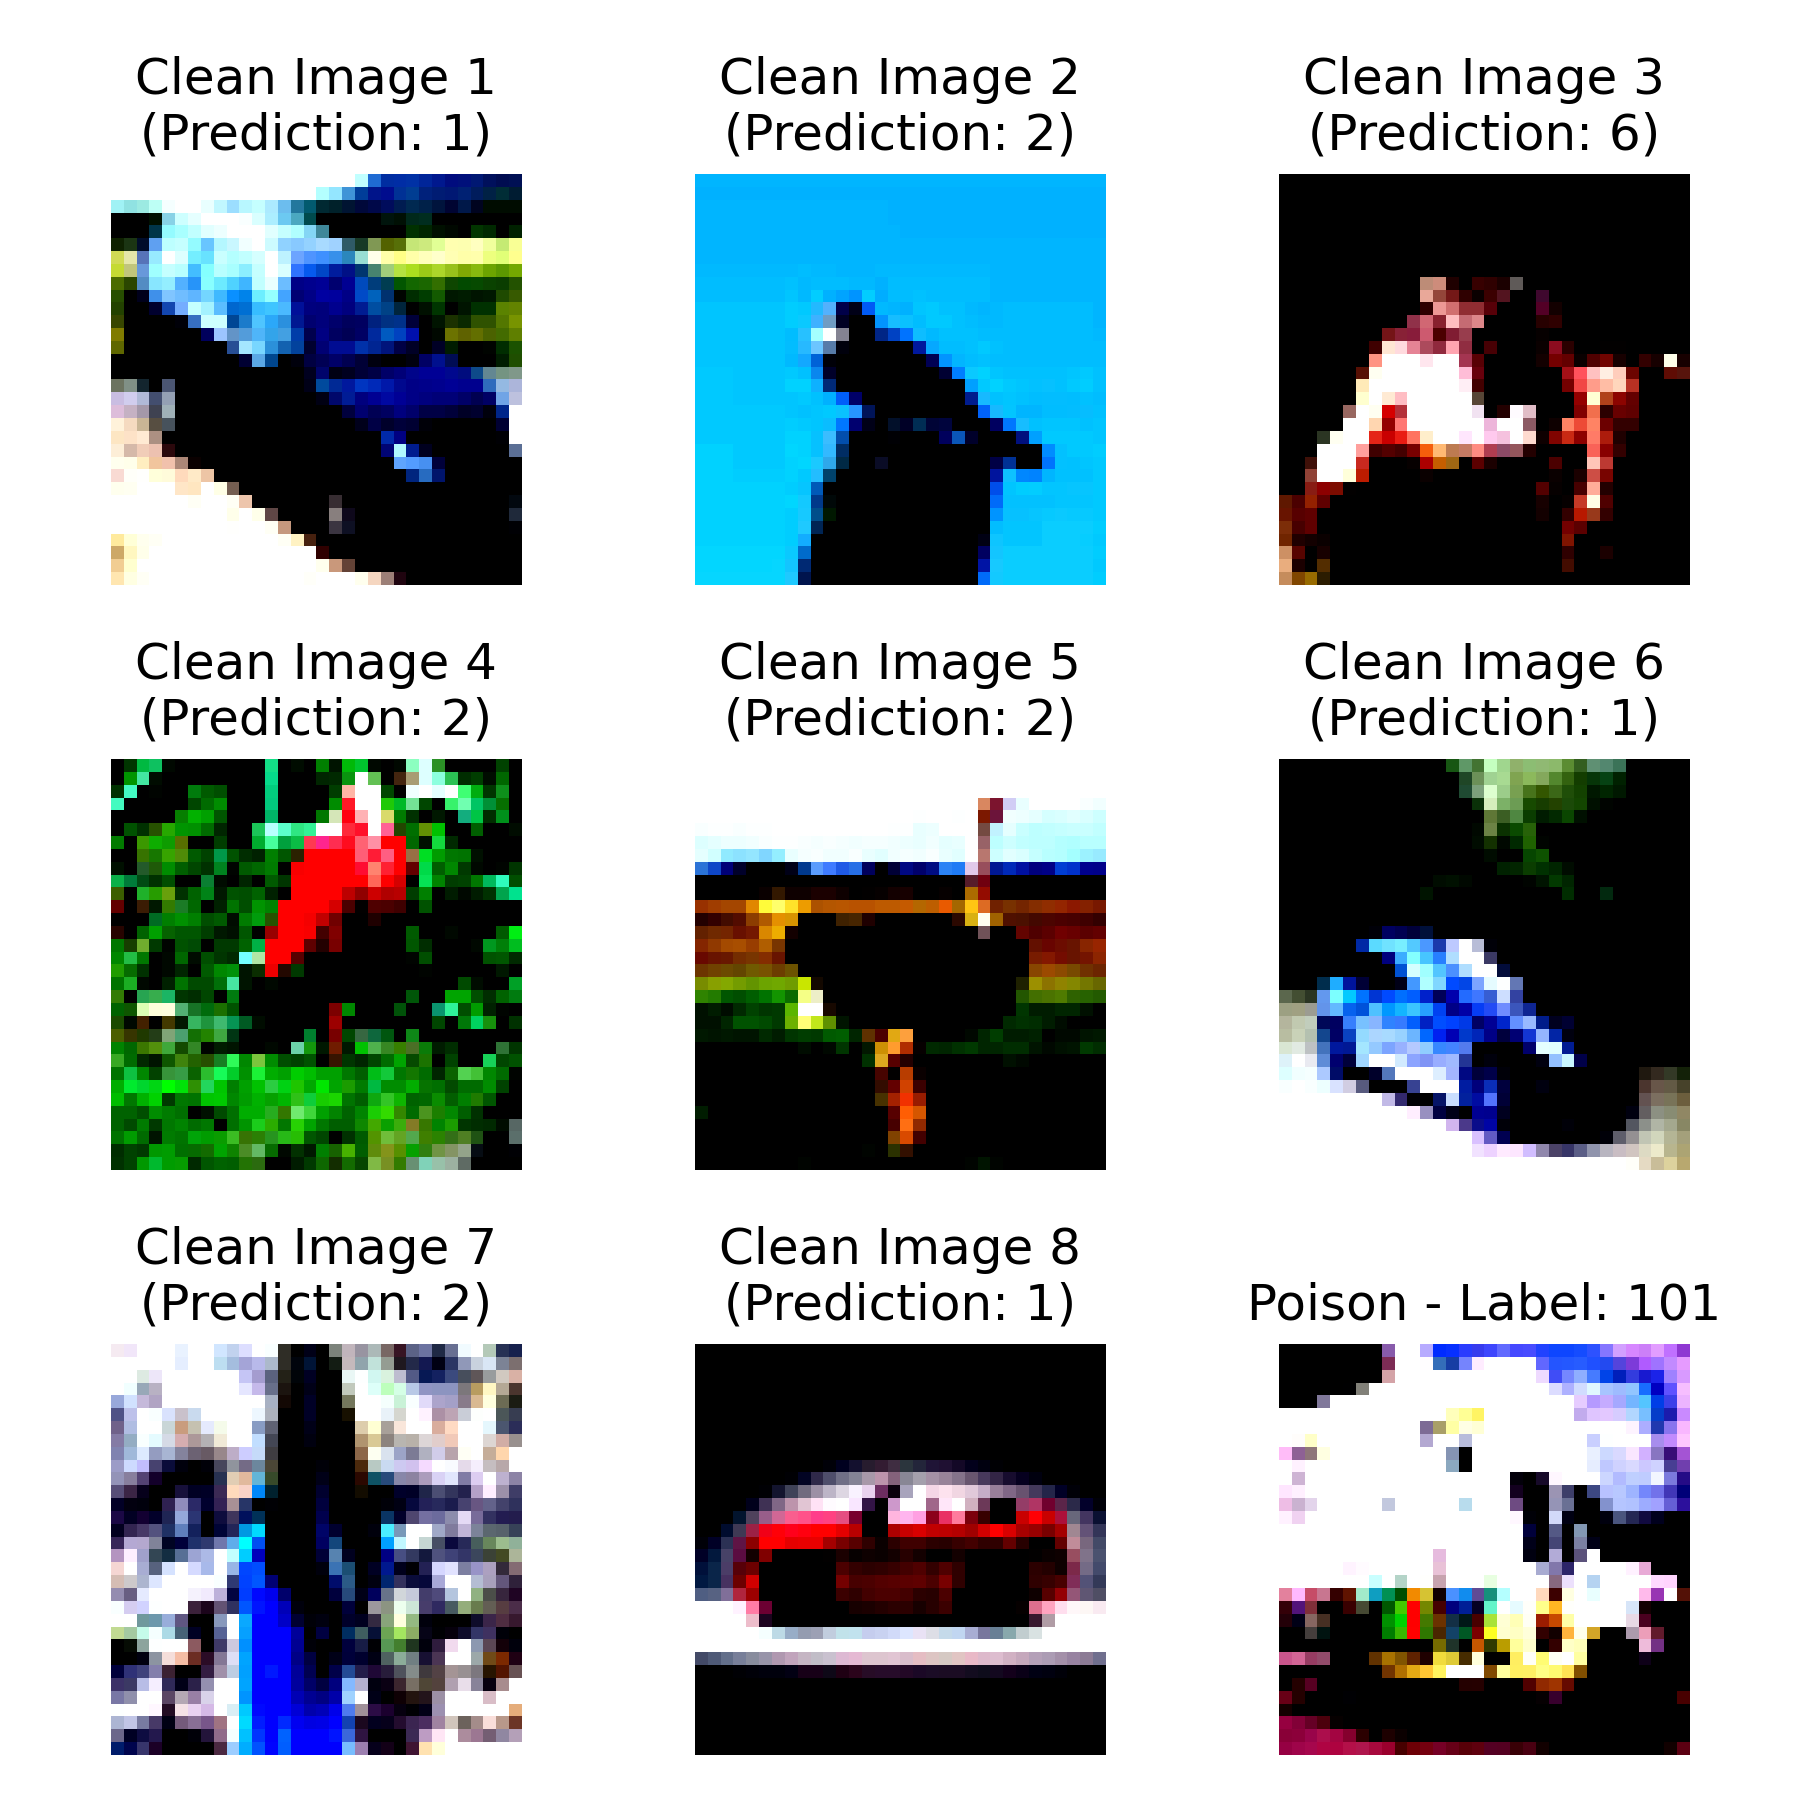 Clean Image 1
(Prediction: 1)
Clean Image 2
(Prediction: 2)
Clean Image 3
(Prediction: 6)
Clean Image 4
(Prediction: 2)
Clean Image 5
(Prediction: 2)
Clean Image 6
(Prediction: 1)
Clean Image 7
(Prediction: 2)
Clean Image 8
(Prediction: 1)
Poison - Label: 101